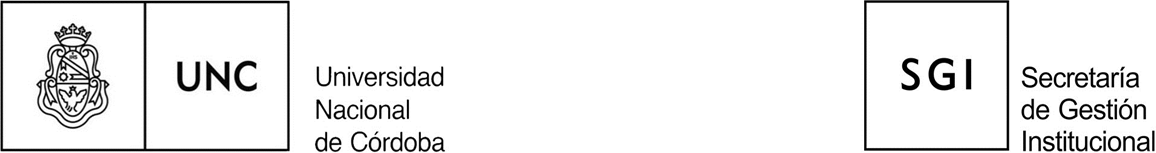 UNC
Universidad
Nacional
de Córdoba
SGI
Secretaría
de Gestión
Institucional